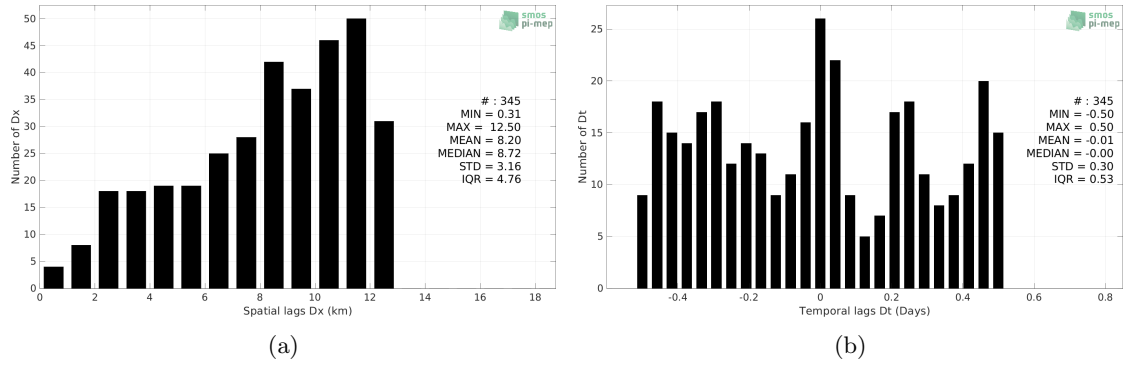 smos
pi-mep
Number of Dx
50
45
40
35
30
25
20
15
10
5
0
# : 345
MIN = 0.31
MAX = 12.50
MEAN = 8.20
MEDIAN = 8.72
STD = 3.16
IQR = 4.76
0 2 4 6 8 10 12 14 16 18
Spatial lags Dx (km)
(a)
smos
pi-mep
Number of Dt
25
20
15
10
5
0
# : 345
MIN = -0.50
MAX = 0.50
MEAN = -0.01
MEDIAN = -0.00
STD = 0.30
IQR = 0.53
-0.4 -0.2 0 0.2 0.4 0.6 0.8
Temporal lags Dt (Days)
(b)